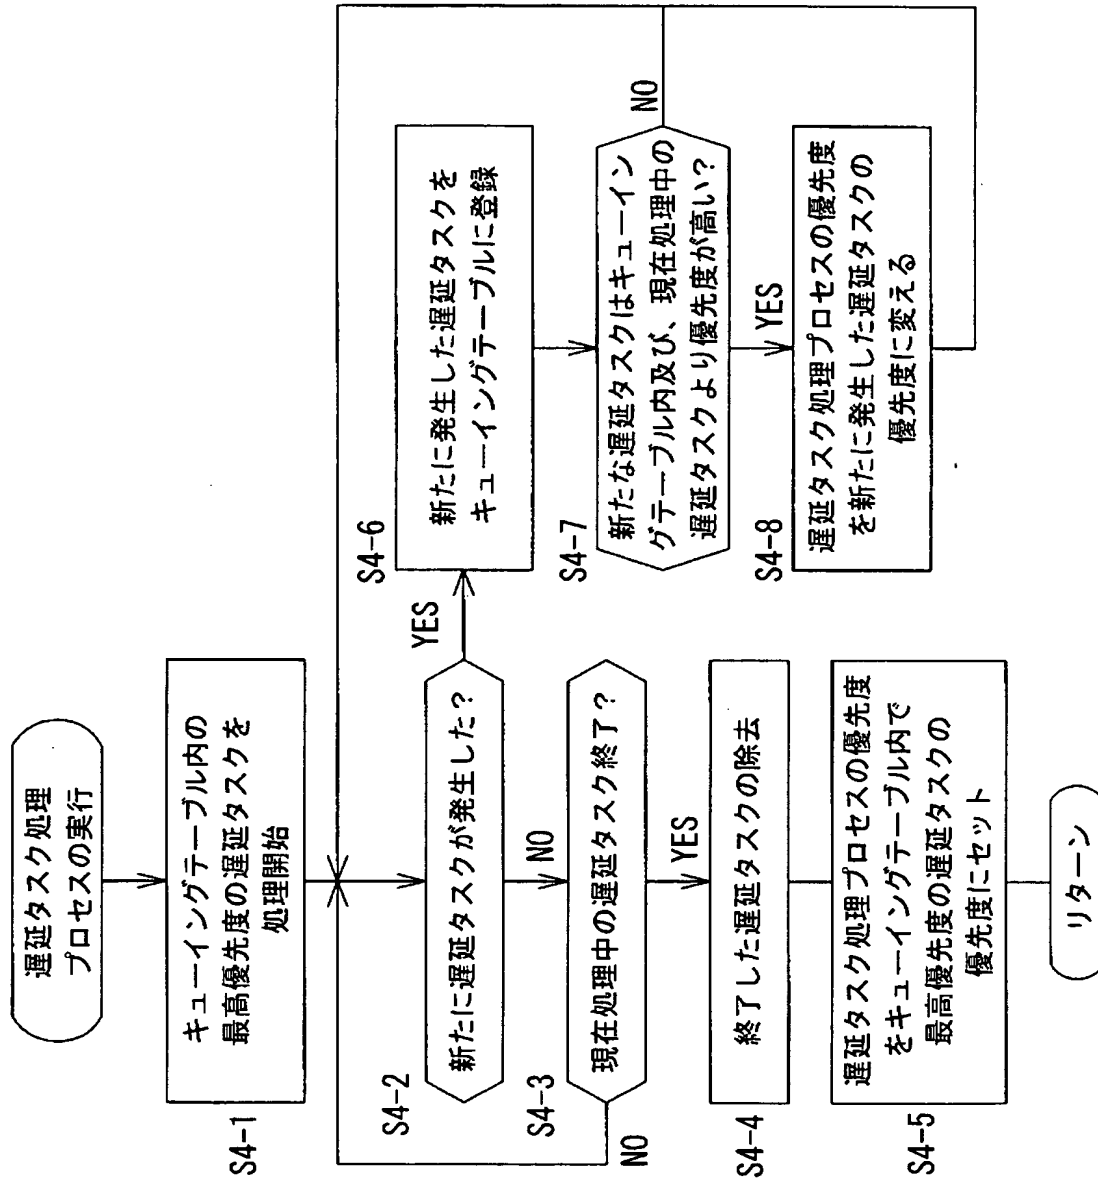 遅延タスク処理
プロセスの実行
S4-1
キューイングテーブル内の
最高優先度の遅延タスクを
処理開始
S4-2
新たに遅延タスクが発生した?
YES
NO
S4-3
現在処理中の遅延タスク終了?
NO
YES
S4-4
終了した遅延タスクの除去
S4-5
遅延タスク処理プロセスの優先度
をキューイングテーブル内で
最高優先度の遅延タスクの
優先度にセット
リターン
S4-6
新たに発生した遅延タスクを
キューイングテーブルに登録
S4-7
新たな遅延タスクはキューイン
グテーブル内及び、現在処理中の
遅延タスクより優先度が高い?
NO
YES
S4-8
遅延タスク処理プロセスの優先度
を新たに発生した遅延タスクの
優先度に変える